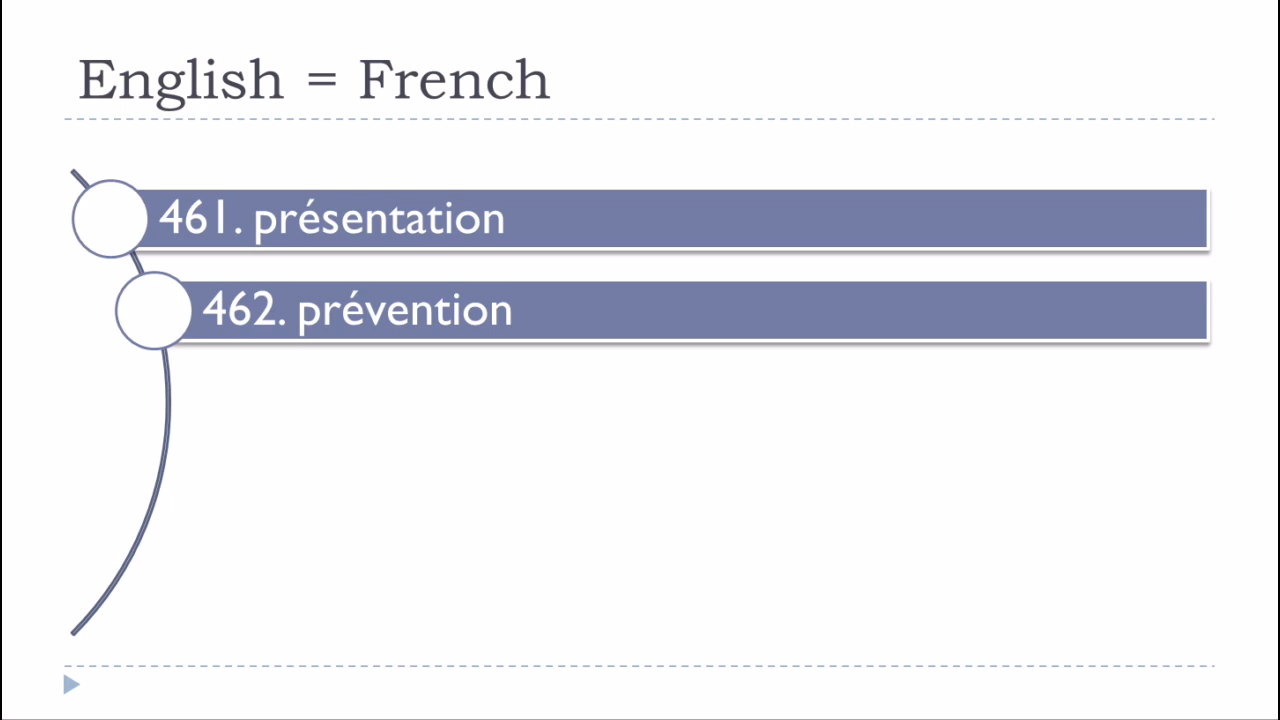 English = French
461. présentation
462. prévention